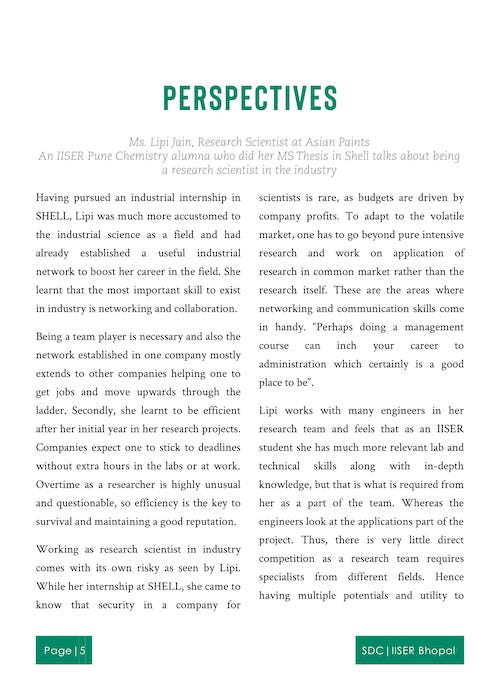 PERSPECTIVES
Ms. Lipi Jain, Research Scientist at Asian Paints
An IISER Pune Chemistry alumna who did her MS Thesis in Shell talks about being
a research scientist in the industry
Having pursued an industrial internship in
SHELL, Lipi was much more accustomed to
the industrial science as a field and had
already established a useful industrial
network to boost her career in the field. She
learnt that the most important skill to exist
in industry is networking and collaboration.
Being a team player is necessary and also the
network established in one company mostly
extends to other companies helping one to
get jobs and move upwards through the
ladder. Secondly, she learnt to be efficient
after her initial year in her research projects.
Companies expect one to stick to deadlines
without extra hours in the labs or at work.
Overtime as a researcher is highly unusual
and questionable, so efficiency is the key to
survival and maintaining a good reputation.
Working as research scientist in industry
comes with its own risky as seen by Lipi.
While her internship at SHELL, she came to
know that security in a company for
scientists is rare, as budgets are driven by
company profits. To adapt to the volatile
market, one has to go beyond pure intensive
research and work on application of
research in common market rather than the
research itself. These are the areas where
networking and communication skills come
in handy. “Perhaps doing a management
course can inch your career to
administration which certainly is a good
place to be”.
Lipi works with many engineers in her
research team and feels that as an IISER
student she has much more relevant lab and
technical skills along with in-depth
knowledge, but that is what is required from
her as a part of the team. Whereas the
engineers look at the applications part of the
project. Thus, there is very little direct
competition as a research team requires
specialists from different fields. Hence
having multiple potentials and utility to
Page|5
SDC|IISER Bhopal